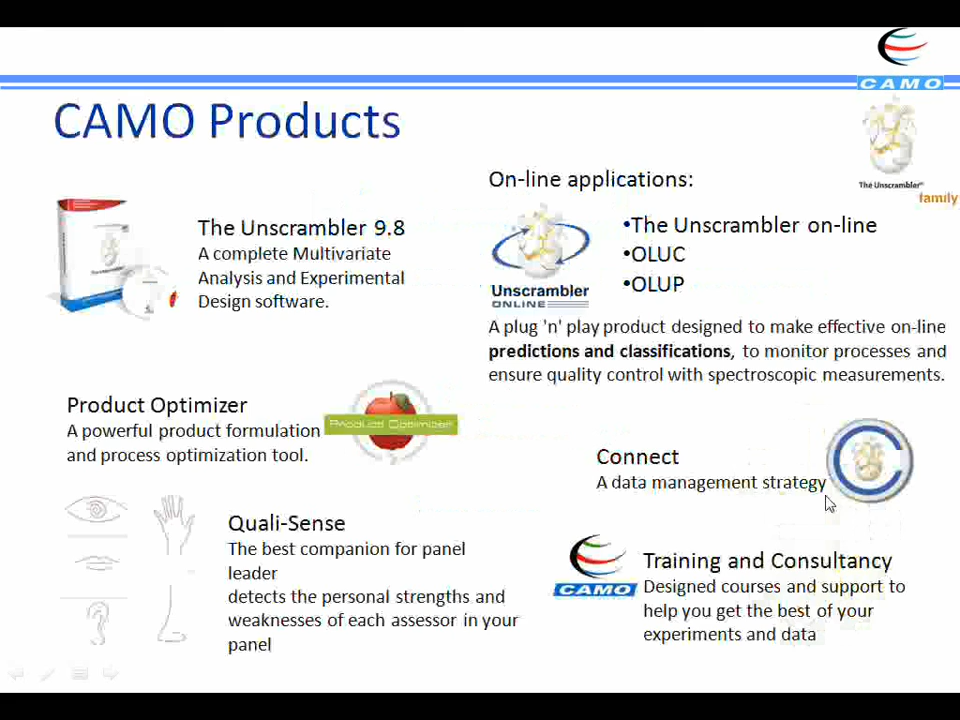 CAMO
CAMO Products
The Unscrambler®
family
On-line applications:
The Unscrambler 9.8
A complete Multivariate
Analysis and Experimental
Design software.
Unscrambler
ONLINE
•The Unscrambler on-line
•OLUC
•OLUP
A plug 'n' play product designed to make effective on-line
predictions and classifications, to monitor processes and
ensure quality control with spectroscopic measurements.
Product Optimizer
A powerful product formulation
and process optimization tool.
Product Optimizer
Connect
A data management strategy
Quali-Sense
The best companion for panel
leader
detects the personal strengths and
weaknesses of each assessor in your
panel
CAMO
Training and Consultancy
Designed courses and support to
help you get the best of your
experiments and data